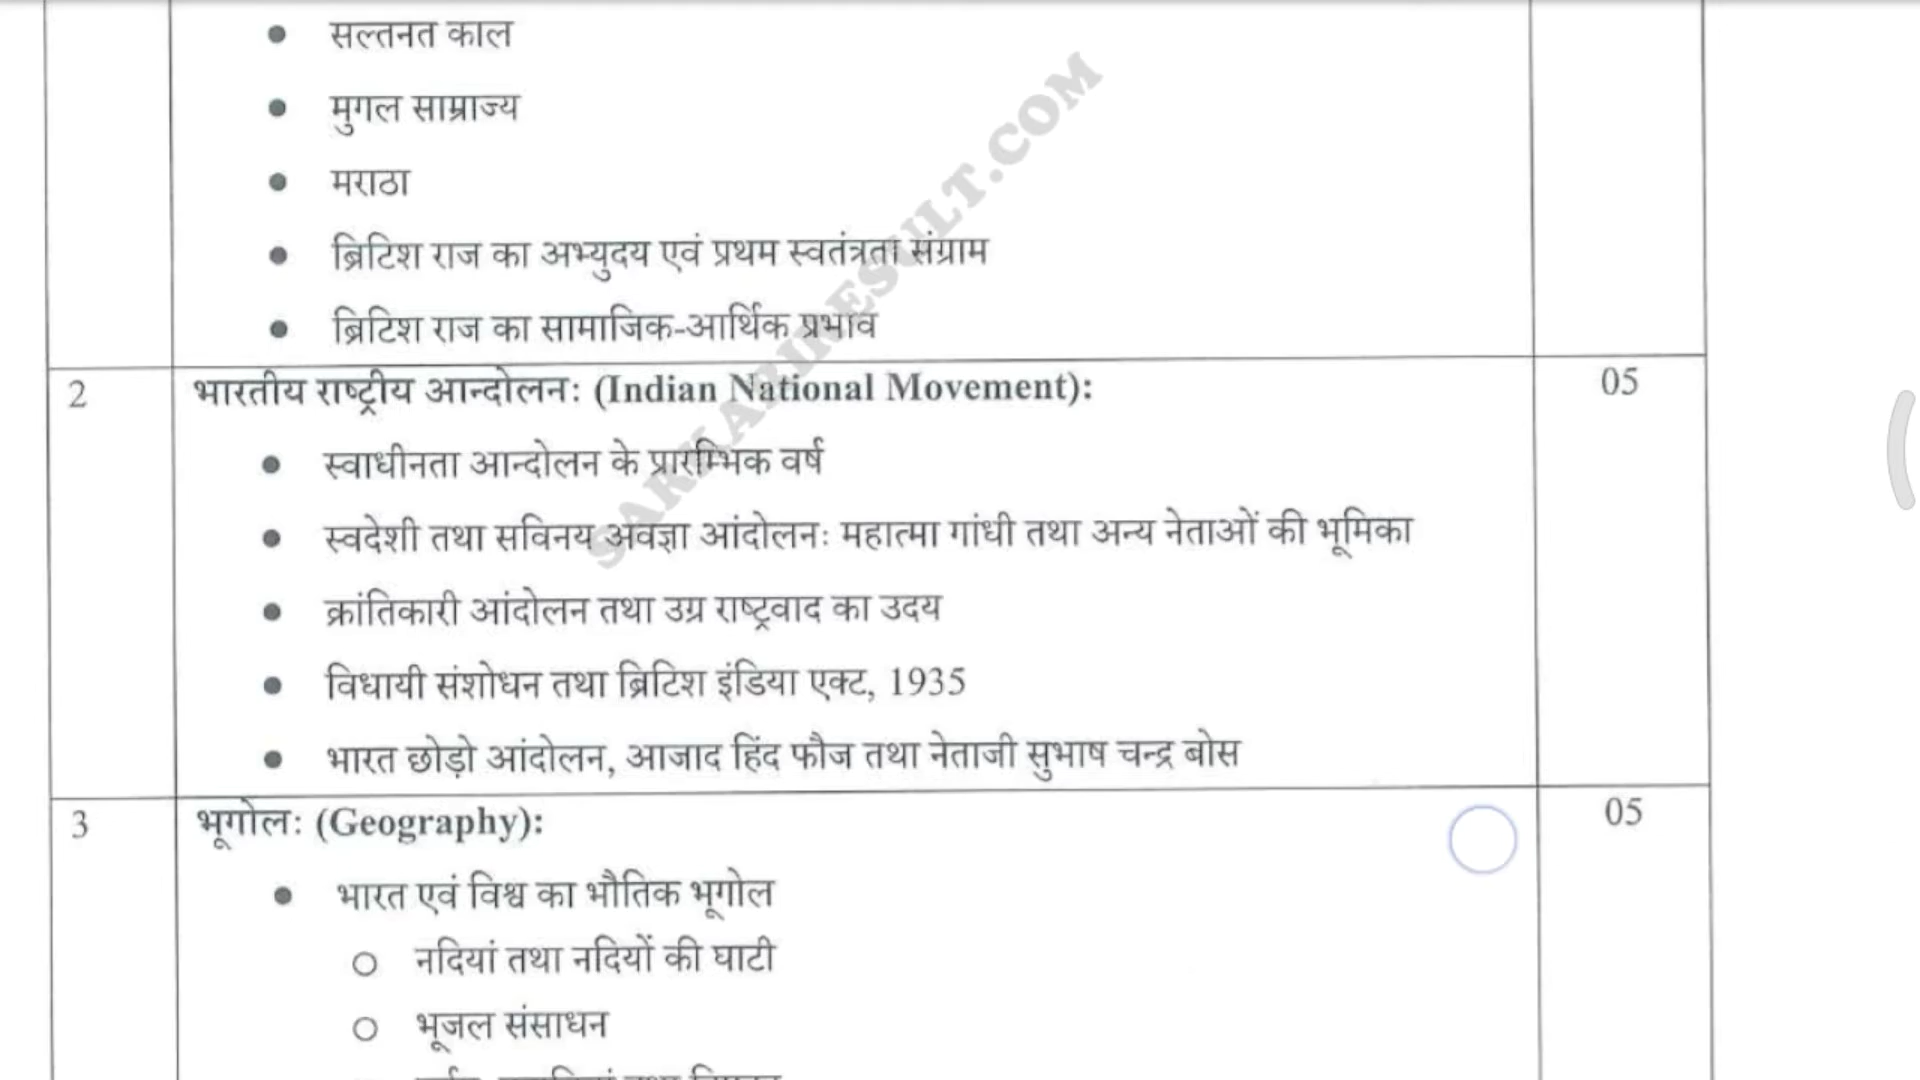 • सल्तनत काल
• मुगल साम्राज्य
• मराठा
• ब्रिटिश राज का अभ्युदय एवं प्रथम स्वतंत्रता संग्राम
• ब्रिटिश राज का सामाजिक-आर्थिक प्रभाव
2 भारतीय राष्ट्रीय आन्दोलन: (Indian National Movement): 05
• स्वाधीनता आन्दोलन के प्रारम्भिक वर्ष
• स्वदेशी तथा सविनय अवज्ञा आंदोलन: महात्मा गांधी तथा अन्य नेताओं की भूमिका
• क्रांतिकारी आंदोलन तथा उग्र राष्ट्रवाद का उदय
• विधायी संशोधन तथा ब्रिटिश इंडिया एक्ट, 1935
• भारत छोड़ो आंदोलन, आजाद हिंद फौज तथा नेताजी सुभाष चन्द्र बोस
3 भूगोल: (Geography): 05
• भारत एवं विश्व का भौतिक भूगोल
○ नदियां तथा नदियों की घाटी
○ भूजल संसाधन
SARKARIRESULT.COM